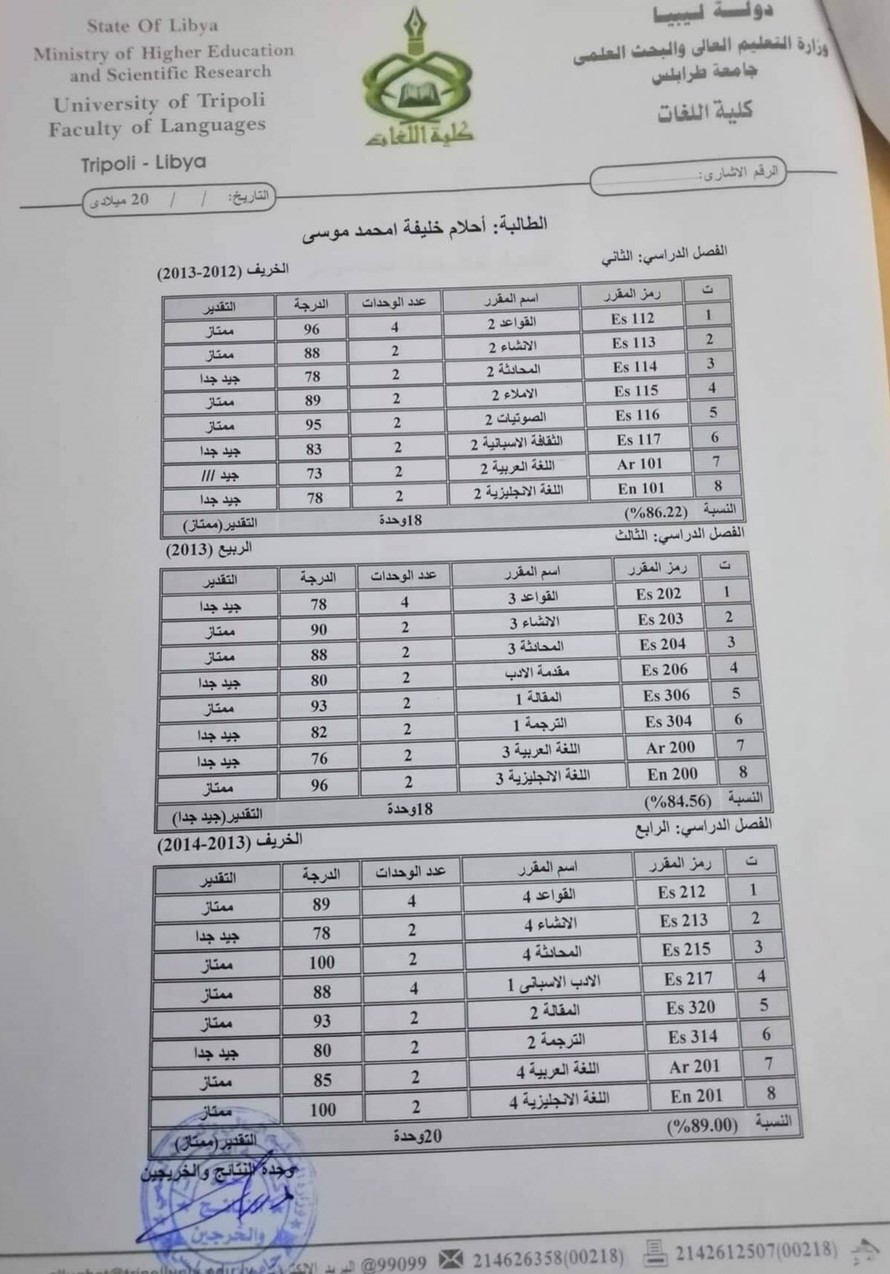 State Of Libya
Ministry of Higher Education
and Scientific Research
University of Tripoli
Faculty of Languages
Tripoli - Libya
كلية اللغات
دولـــة ليبيـا
وزارة التعليم العالى والبحث العلمى
جامعة طرابلس
كلية اللغات
الرقم الاشارى:
التاريخ: / / 20 ميلادى
الطالبة: أحلام خليفة امحمد موسى
الفصل الدراسي: الثاني الخريف (2012-2013)
ت رمز المقرر اسم المقرر عدد الوحدات الدرجة التقدير
1 Es 112 القواعد 2 4 96 ممتاز
2 Es 113 الانشاء 2 2 88 ممتاز
3 Es 114 المحادثة 2 2 78 جيد جدا
4 Es 115 الاملاء 2 2 89 ممتاز
5 Es 116 الصوتيات 2 2 95 ممتاز
6 Es 117 الثقافة الاسبانية 2 2 83 جيد جدا
7 Ar 101 اللغة العربية 2 2 73 جيد ///
8 En 101 اللغة الانجليزية 2 2 78 جيد جدا
النسبة (86.22%) 18وحدة التقدير(ممتاز)
الفصل الدراسي: الثالث الربيع (2013)
ت رمز المقرر اسم المقرر عدد الوحدات الدرجة التقدير
1 Es 202 القواعد 3 4 78 جيد جدا
2 Es 203 الانشاء 3 2 90 ممتاز
3 Es 204 المحادثة 3 2 88 ممتاز
4 Es 206 مقدمة الادب 2 80 جيد جدا
5 Es 306 المقالة 1 2 93 ممتاز
6 Es 304 الترجمة 1 2 82 جيد جدا
7 Ar 200 اللغة العربية 3 2 76 جيد جدا
8 En 200 اللغة الانجليزية 3 2 96 ممتاز
النسبة (84.56%) 18وحدة التقدير(جيد جدا)
الفصل الدراسي: الرابع الخريف (2013-2014)
ت رمز المقرر اسم المقرر عدد الوحدات الدرجة التقدير
1 Es 212 القواعد 4 4 89 ممتاز
2 Es 213 الانشاء 4 2 78 جيد جدا
3 Es 215 المحادثة 4 2 100 ممتاز
4 Es 217 الادب الاسبانى 1 4 88 ممتاز
5 Es 320 المقالة 2 2 93 ممتاز
6 Es 314 الترجمة 2 2 80 جيد جدا
7 Ar 201 اللغة العربية 4 2 85 ممتاز
8 En 201 اللغة الانجليزية 4 2 100 ممتاز
النسبة (89.00%) 20وحدة التقدير(ممتاز)
وحدة النتائج والخريجين
والخرجين
2142612507(00218) 214626358(00218) @99099 البريد